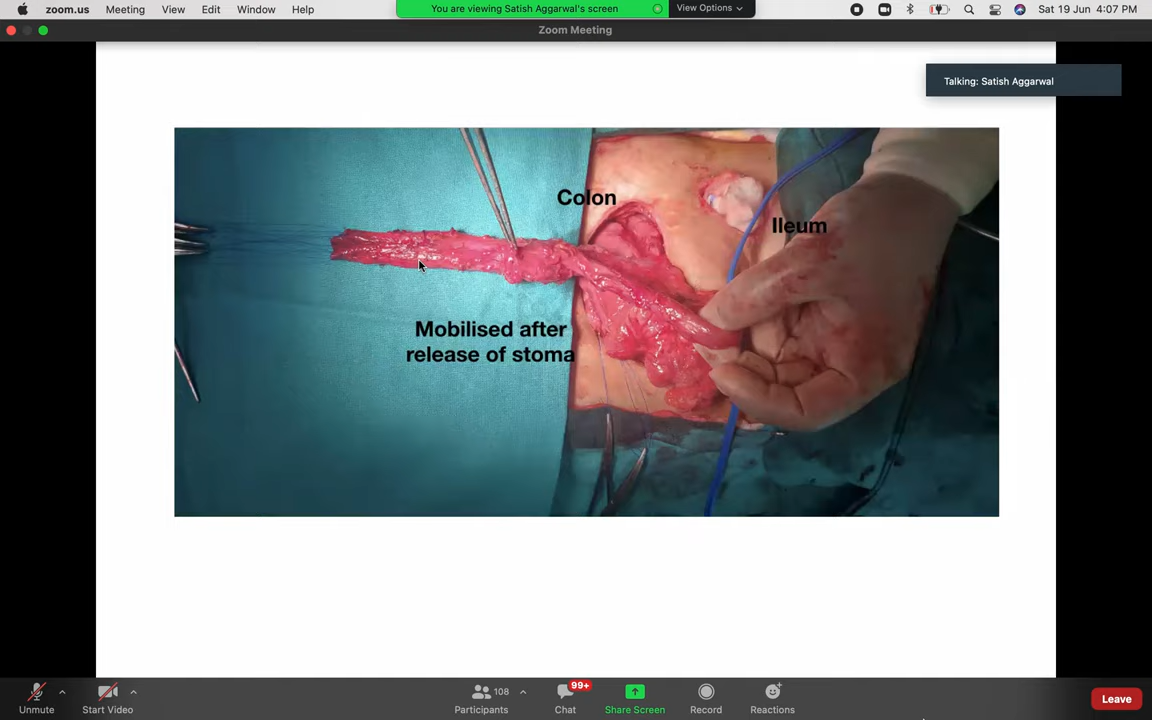 zoom.us Meeting View Edit Window Help
You are viewing Satish Aggarwal's screen
View Options
Sat 19 Jun 4:07 PM
Zoom Meeting
Talking: Satish Aggarwal
Colon
Ileum
Mobilised after
release of stoma
Unmute
Start Video
108
Participants
99+
Chat
Share Screen
Record
Reactions
Leave